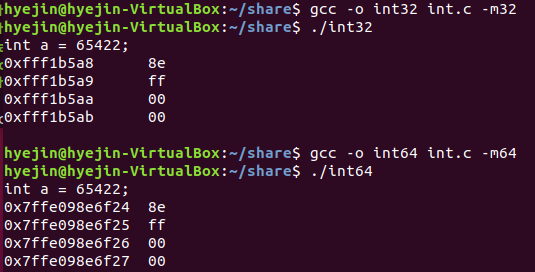 hyejin@hyejin-VirtualBox:~/share$ gcc -o int32 int.c -m32
hyejin@hyejin-VirtualBox:~/share$ ./int32
int a = 65422;
0xfff1b5a8 8e
0xfff1b5a9 ff
0xfff1b5aa 00
0xfff1b5ab 00
hyejin@hyejin-VirtualBox:~/share$ gcc -o int64 int.c -m64
hyejin@hyejin-VirtualBox:~/share$ ./int64
int a = 65422;
0x7ffe098e6f24 8e
0x7ffe098e6f25 ff
0x7ffe098e6f26 00
0x7ffe098e6f27 00